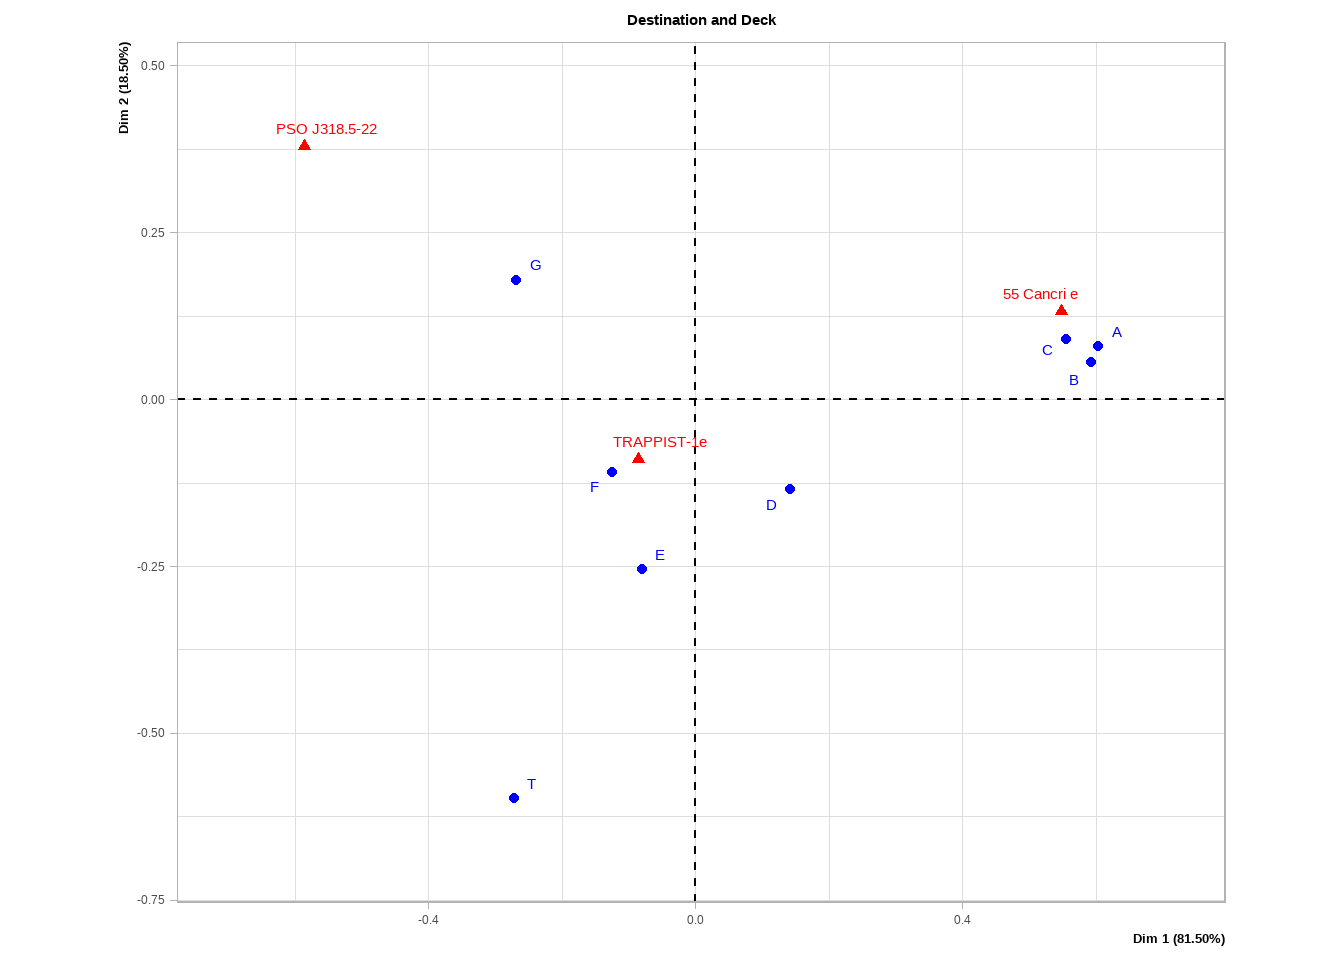 Destination and Deck
Dim 2 (18.50%)
0.50
PSO J318.5-22
0.25
G
55 Cancri e
A
C
B
0.00
TRAPPIST-1e
F
D
E
-0.25
-0.50
T
-0.75
-0.4
0.0
0.4
Dim 1 (81.50%)